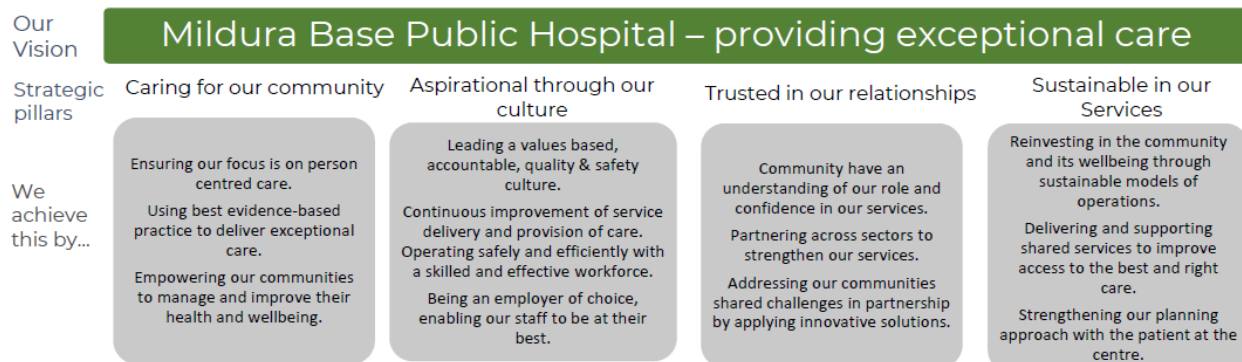 Our
Vision
Mildura Base Public Hospital – providing exceptional care
Strategic
pillars
Caring for our community
Aspirational through our
culture
Trusted in our relationships
Sustainable in our
Services
We
achieve
this by...
Ensuring our focus is on person
centred care.
Using best evidence-based
practice to deliver exceptional
care.
Empowering our communities
to manage and improve their
health and wellbeing.
Leading a values based,
accountable, quality & safety
culture.
Continuous improvement of service
delivery and provision of care.
Operating safely and efficiently with
a skilled and effective workforce.
Being an employer of choice,
enabling our staff to be at their
best.
Community have an
understanding of our role and
confidence in our services.
Partnering across sectors to
strengthen our services.
Addressing our communities
shared challenges in partnership
by applying innovative solutions.
Reinvesting in the community
and its wellbeing through
sustainable models of
operations.
Delivering and supporting
shared services to improve
access to the best and right
care.
Strengthening our planning
approach with the patient at the
centre.